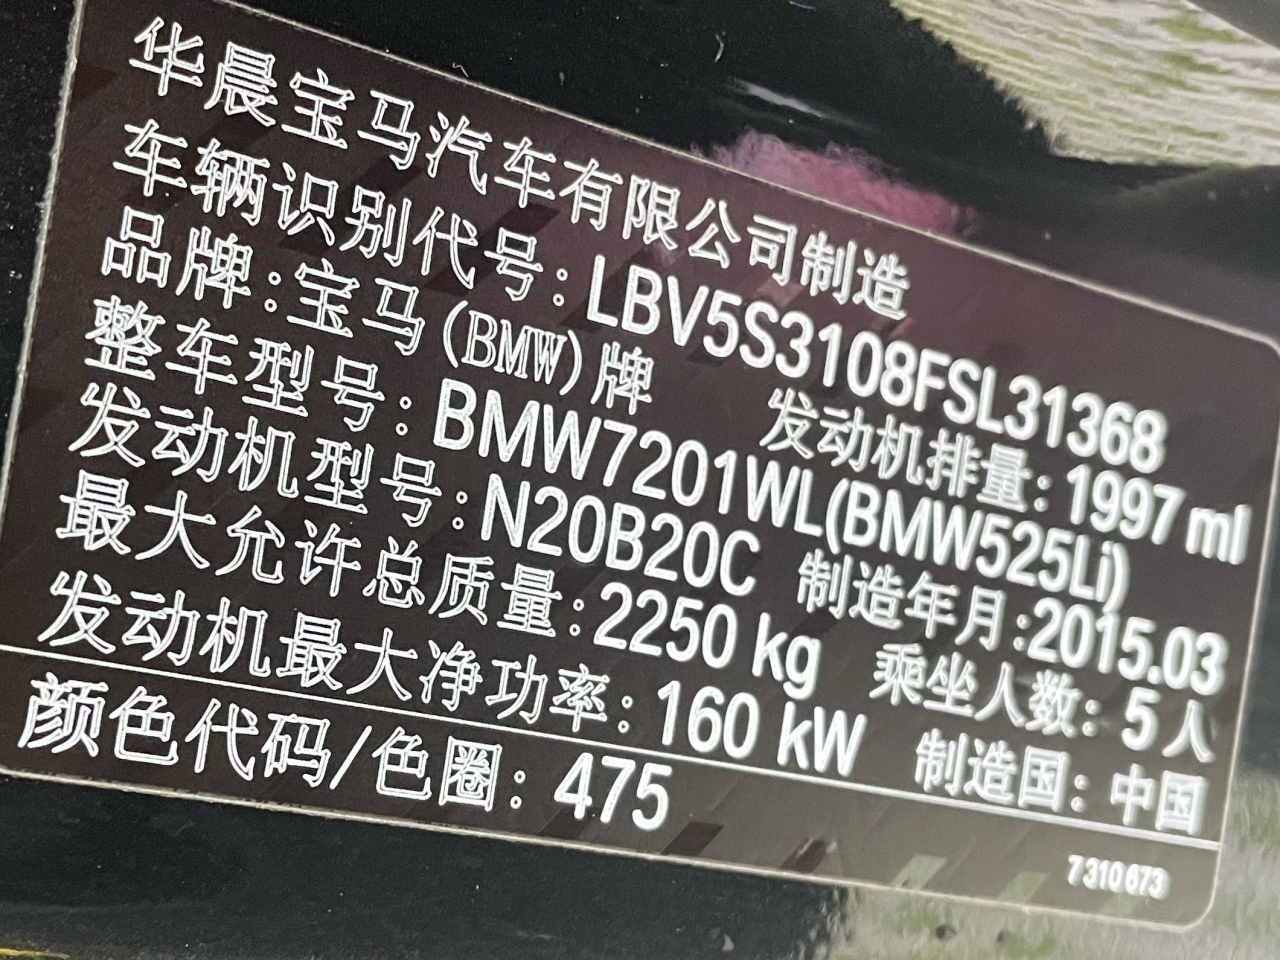 华晨宝马汽车有限公司制造
车辆识别代号: LBV5S3108FSL31368
品牌: 宝马(BMW)牌 发动机排量: 1997 ml
整车型号: BMW7201WL(BMW525Li)
发动机型号: N20B20C 制造年月: 2015.03
最大允许总质量: 2250 kg 乘坐人数: 5 人
发动机最大净功率: 160 kW 制造国: 中国
颜色代码/色圈: 475
7310673